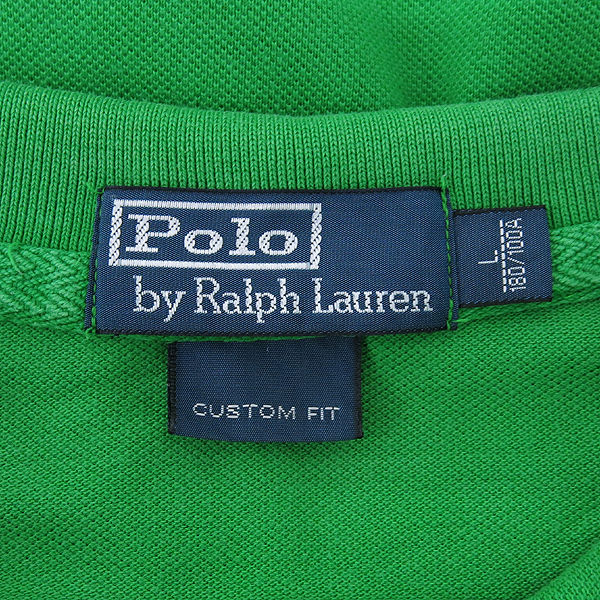 Polo
by Ralph Lauren
L
180/100A
CUSTOM FIT